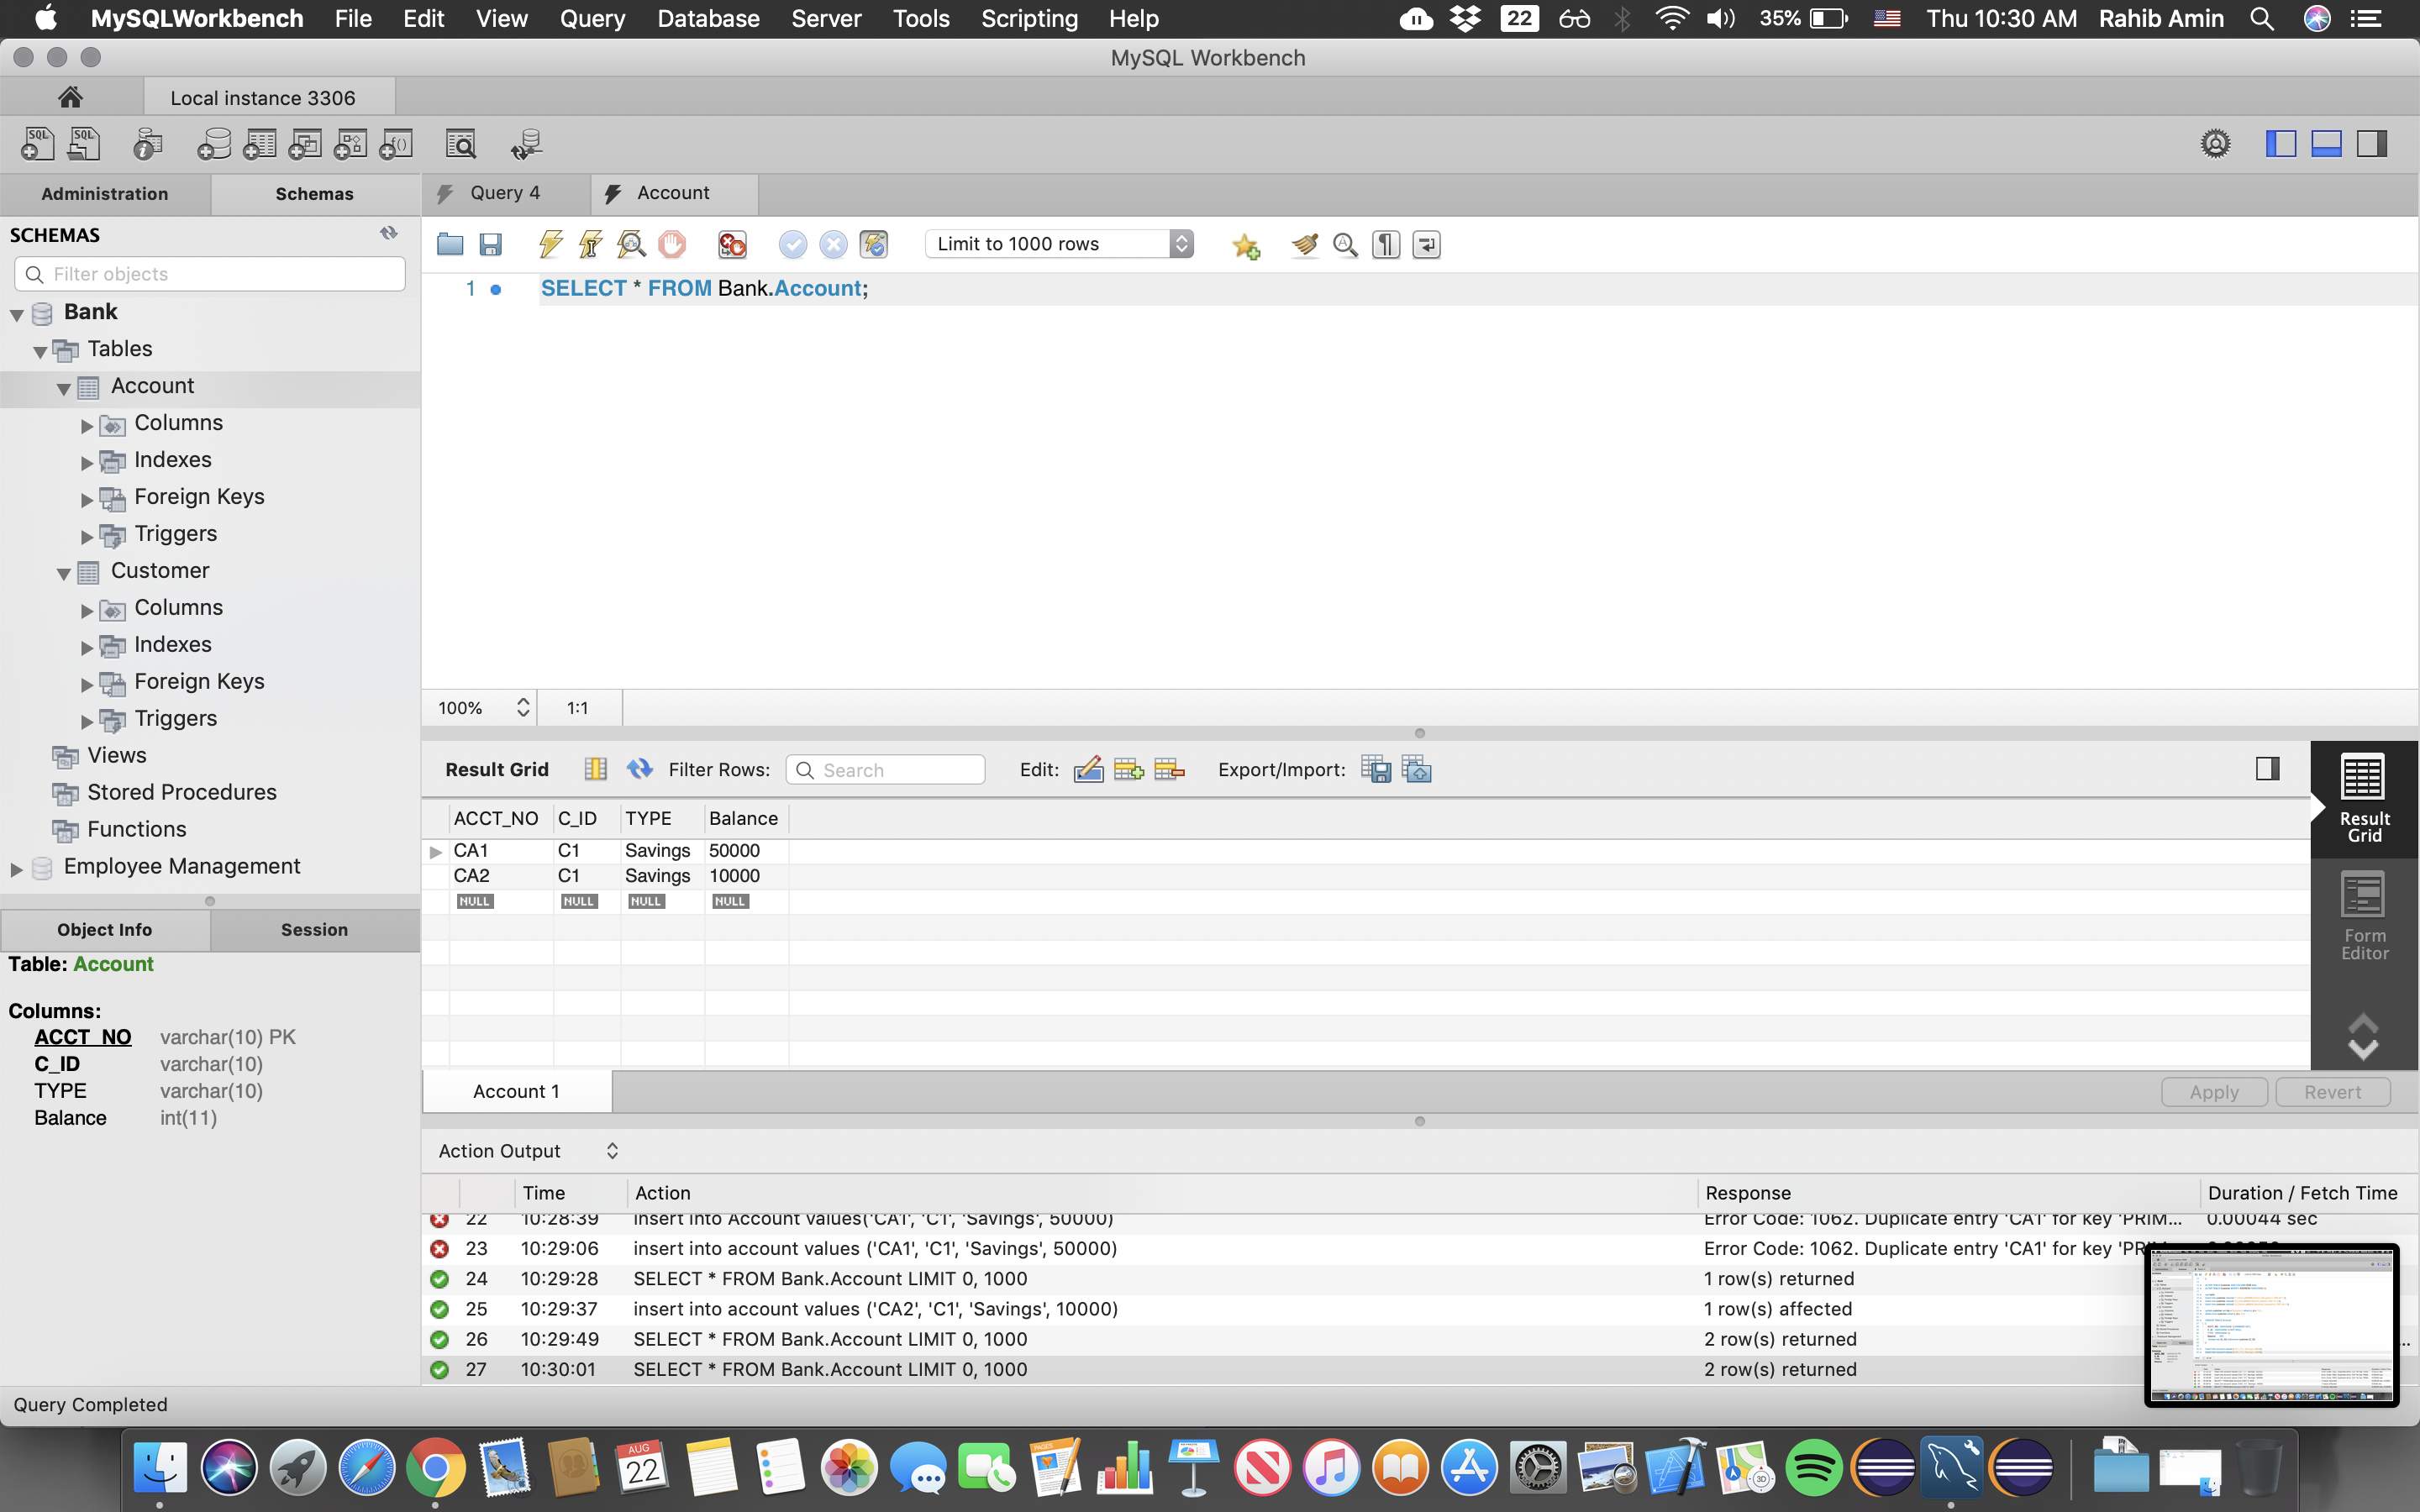 MySQLWorkbench File Edit View Query Database Server Tools Scripting Help 22 35% Thu 10:30 AM Rahib Amin
MySQL Workbench
Local instance 3306
SQL SQL
Administration Schemas Query 4 Account
SCHEMAS
Filter objects
Limit to 1000 rows
1 SELECT * FROM Bank.Account;
Bank
Tables
Account
Columns
Indexes
Foreign Keys
Triggers
Customer
Columns
Indexes
Foreign Keys
Triggers
Views
Stored Procedures
Functions
Employee Management
100% 1:1
Result Grid Filter Rows: Search Edit: Export/Import:
ACCT_NO C_ID TYPE Balance
CA1 C1 Savings 50000
CA2 C1 Savings 10000
NULL NULL NULL NULL
Result Grid
Form Editor
Object Info Session
Table: Account
Columns:
ACCT_NO varchar(10) PK
C_ID varchar(10)
TYPE varchar(10)
Balance int(11)
Account 1 Apply Revert
Action Output
Time Action Response Duration / Fetch Time
22 10:28:39 insert into Account values('CA1', 'C1', 'Savings', 50000) Error Code: 1062. Duplicate entry 'CA1' for key 'PRIM... 0.00044 sec
23 10:29:06 insert into account values ('CA1', 'C1', 'Savings', 50000) Error Code: 1062. Duplicate entry 'CA1' for key
24 10:29:28 SELECT * FROM Bank.Account LIMIT 0, 1000 1 row(s) returned
25 10:29:37 insert into account values ('CA2', 'C1', 'Savings', 10000) 1 row(s) affected
26 10:29:49 SELECT * FROM Bank.Account LIMIT 0, 1000 2 row(s) returned
27 10:30:01 SELECT * FROM Bank.Account LIMIT 0, 1000 2 row(s) returned
Query Completed
AUG
22
PAGES
3D